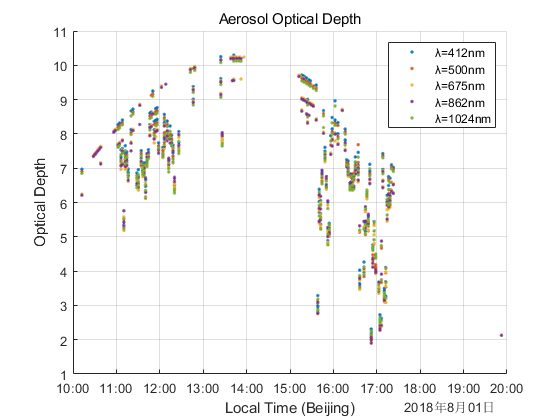 Aerosol Optical Depth
11
10
9
8
7
6
5
4
3
2
1
Optical Depth
λ=412nm
λ=500nm
λ=675nm
λ=862nm
λ=1024nm
10:00 11:00 12:00 13:00 14:00 15:00 16:00 17:00 18:00 19:00 20:00
Local Time (Beijing)
2018年8月01日